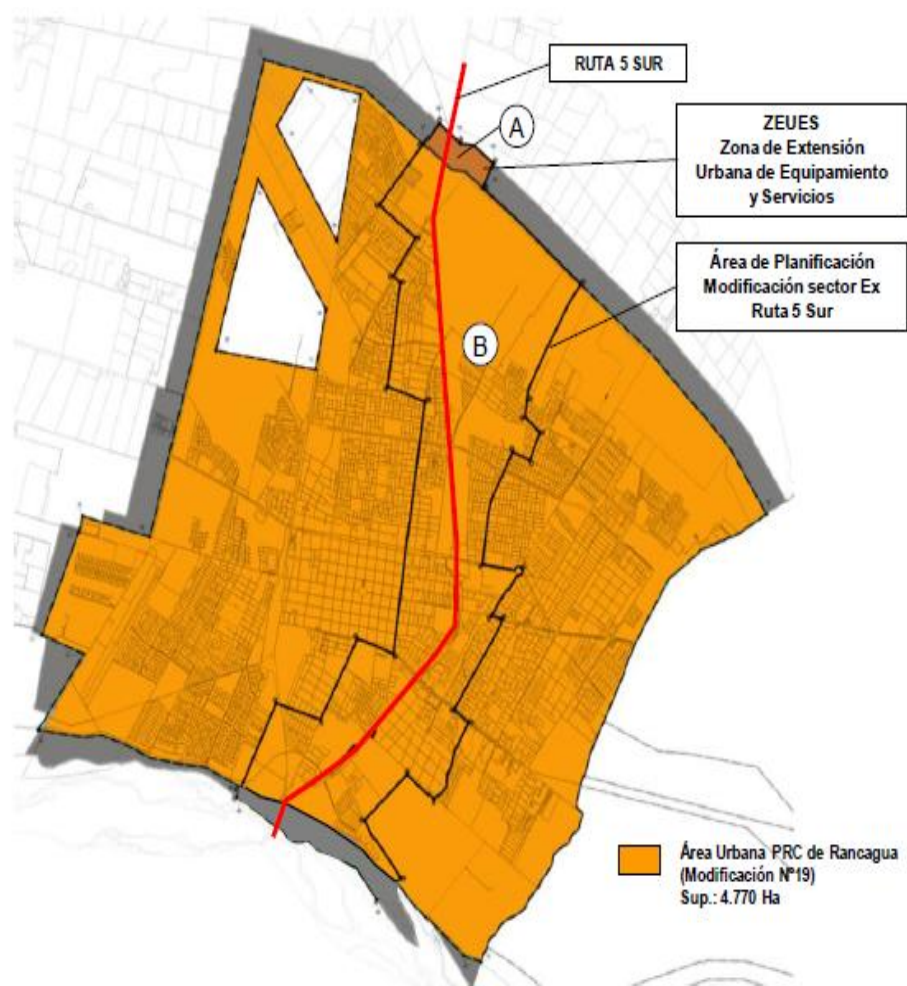 RUTA 5 SUR
A
ZEUES
Zona de Extensión
Urbana de Equipamiento
y Servicios
Área de Planificación
Modificación sector Ex
Ruta 5 Sur
B
Área Urbana PRC de Rancagua
(Modificación Nº19)
Sup.: 4.770 Ha